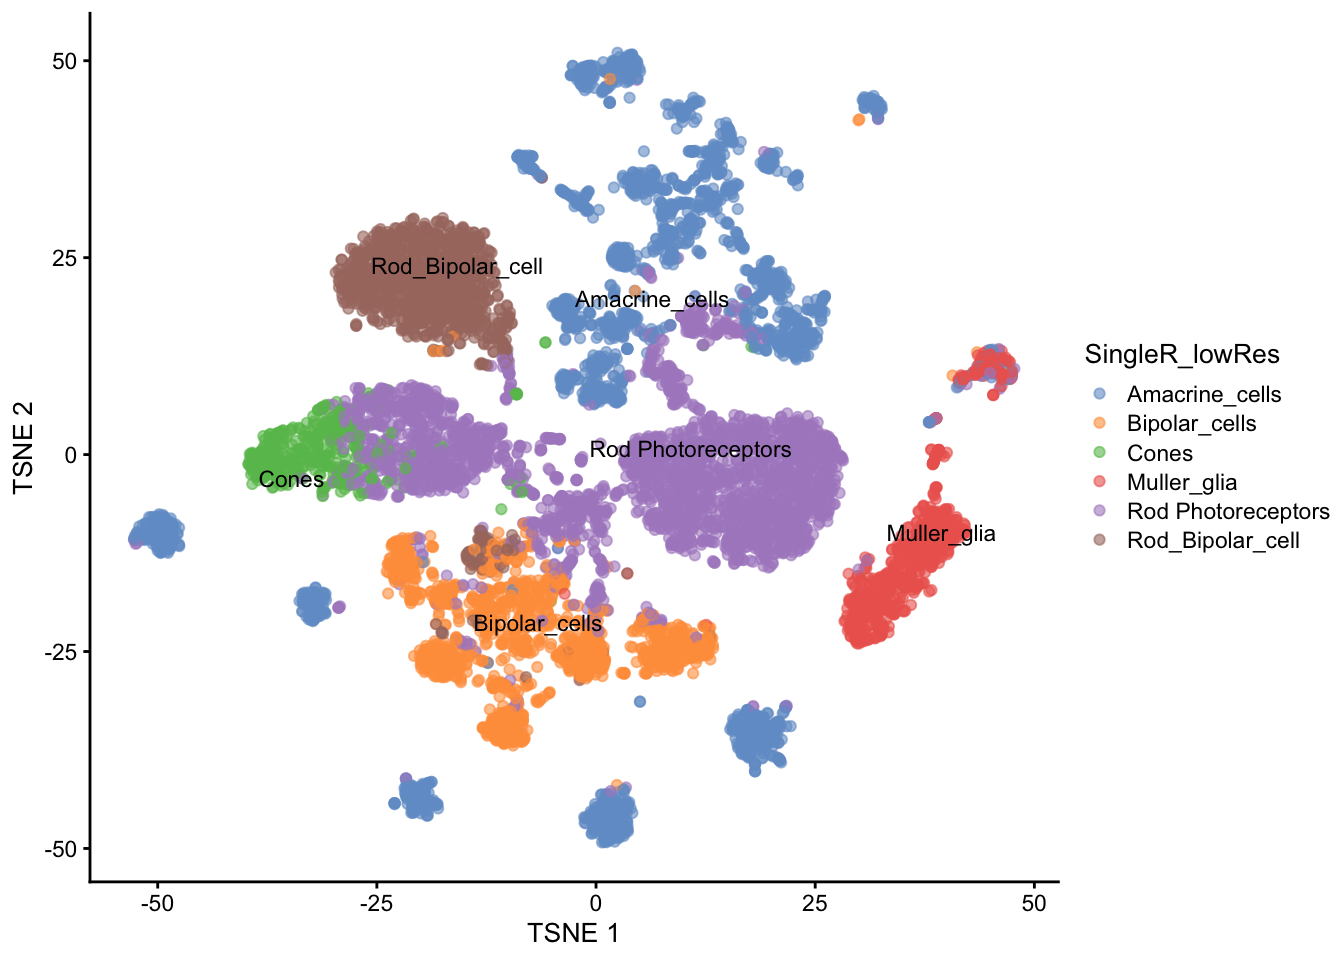 50
25
0
-25
-50
TSNE 2
Rod_Bipolar_cell
Amacrine_cells
Rod Photoreceptors
Cones
Muller_glia
Bipolar_cells
-50
-25
0
25
50
TSNE 1
SingleR_lowRes
Amacrine_cells
Bipolar_cells
Cones
Muller_glia
Rod Photoreceptors
Rod_Bipolar_cell